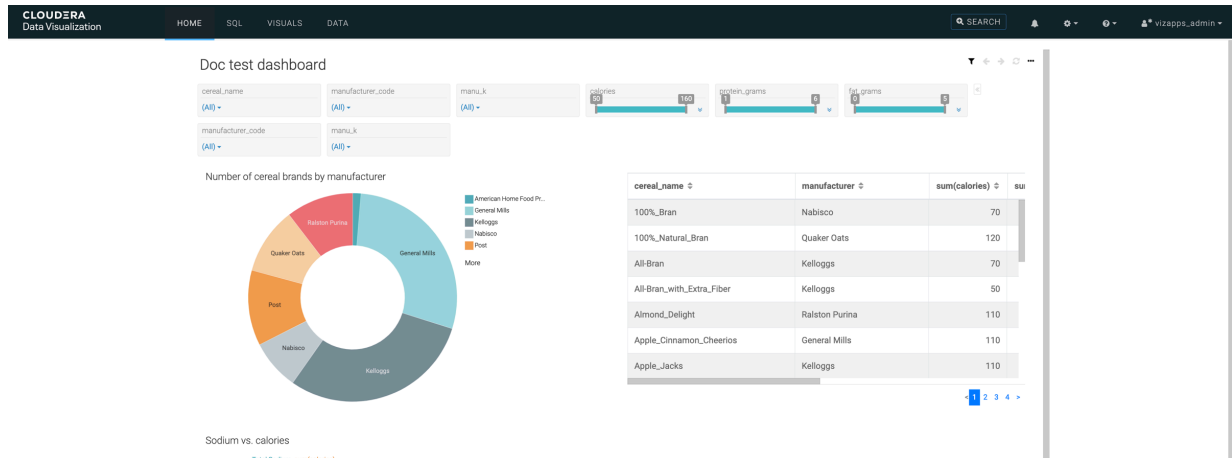 CLOUDERA
Data Visualization
HOME SQL VISUALS DATA
SEARCH
vizapps_admin
Doc test dashboard
cereal_name manufacturer_code manu_k calories protein_grams fat_grams
(All) (All) (All) 50 160 1 6 0 5
manufacturer_code manu_k
(All) (All)
Number of cereal brands by manufacturer
American Home Food Pr...
General Mills
Kelloggs
Nabisco
Post
More
Ralston Purina
Quaker Oats
General Mills
Post
Nabisco
Kelloggs
cereal_name manufacturer sum(calories)
100%_Bran Nabisco 70
100%_Natural_Bran Quaker Oats 120
All-Bran Kelloggs 70
All-Bran_with_Extra_Fiber Kelloggs 50
Almond_Delight Ralston Purina 110
Apple_Cinnamon_Cheerios General Mills 110
Apple_Jacks Kelloggs 110
< 1 2 3 4 >
Sodium vs. calories